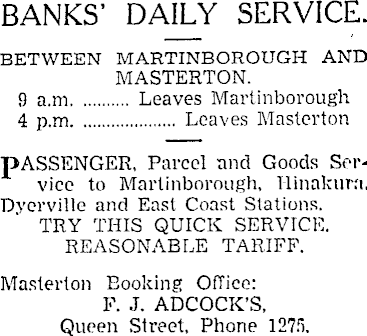 BANKS' DAILY SERVICE.
BETWEEN MARTINBOROUGH AND
MASTERTON.
9 a.m. .......... Leaves Martinborough
4 p.m. .................... Leaves Masterton
PASSENGER, Parcel and Goods Ser-
vice to Martinborough, Hinakura,
Dyerville and East Coast Stations.
TRY THIS QUICK SERVICE.
REASONABLE TARIFF.
Masterton Booking Office:
F. J. ADCOCK'S,
Queen Street, Phone 1275.